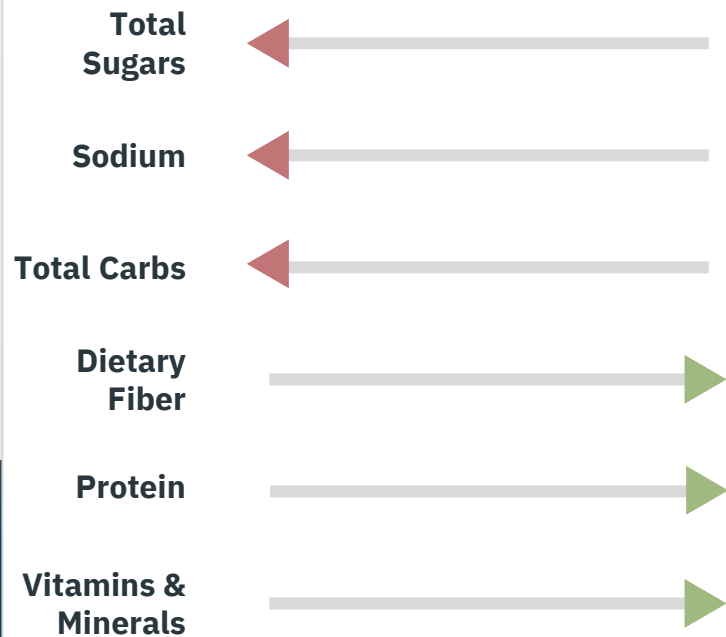 Total
Sugars
Sodium
Total Carbs
Dietary
Fiber
Protein
Vitamins &
Minerals